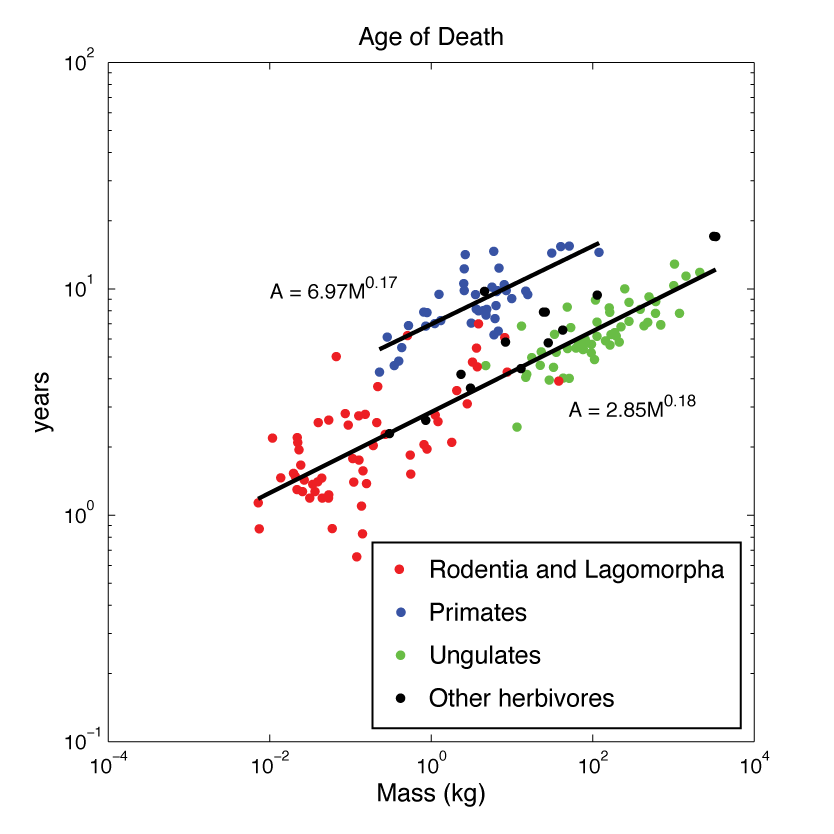 Age of Death
10^2
10^1
10^0
10^−1
years
A = 6.97M^0.17
A = 2.85M^0.18
Rodentia and Lagomorpha
Primates
Ungulates
Other herbivores
10^−4 10^−2 10^0 10^2 10^4
Mass (kg)